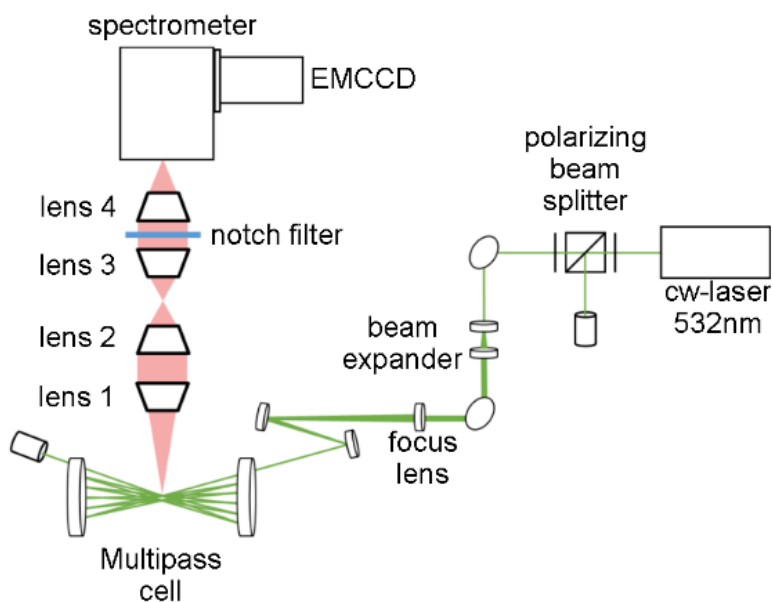 spectrometer
EMCCD
polarizing
beam
splitter
lens 4
notch filter
lens 3
cw-laser
532nm
beam
expander
lens 2
lens 1
focus
lens
Multipass
cell